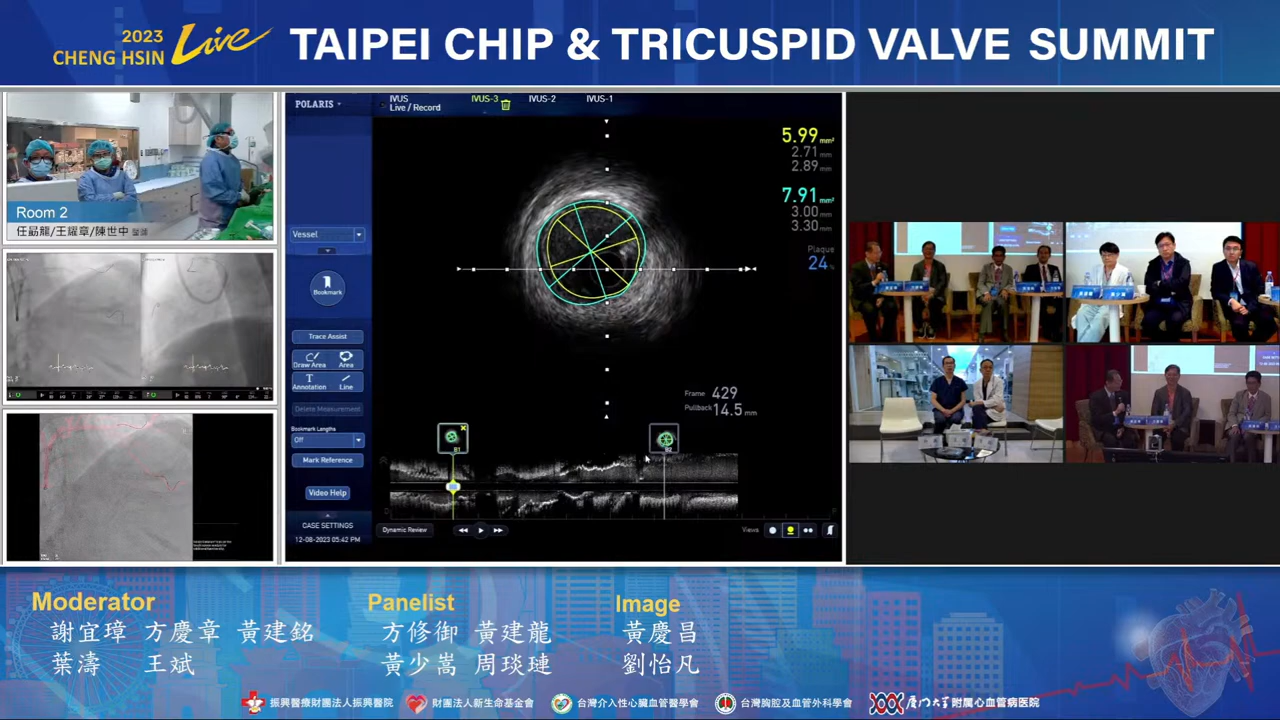 2023
CHENG HSIN Live
TAIPEI CHIP & TRICUSPID VALVE SUMMIT
Room 2
任勗龍/王耀章/陳世中 醫師
POLARIS
IVUS
Live / Record
IVUS-3
IVUS-2
IVUS-1
Vessel
Bookmark
Trace Assist
Draw Area
Area
Annotation
Line
Delete Measurement
Bookmark Lengths
Off
Mark Reference
Video Help
CASE SETTINGS
12-08-2023 05:42 PM
5.99 mm²
2.71 mm
2.89 mm
7.91 mm²
3.00 mm
3.30 mm
Plaque
24%
Frame 429
Pullback 14.5 mm
B1
B2
Dynamic Review
Views
Moderator
謝宜璋 方慶章 黃建銘
葉濤 王斌
Panelist
方修御 黃建龍
黃少嵩 周琰璉
Image
黃慶昌
劉怡凡
振興醫療財團法人振興醫院
財團法人新生命基金會
台灣介入性心臟血管醫學會
台灣胸腔及血管外科學會
厦门大学附属心血管病医院